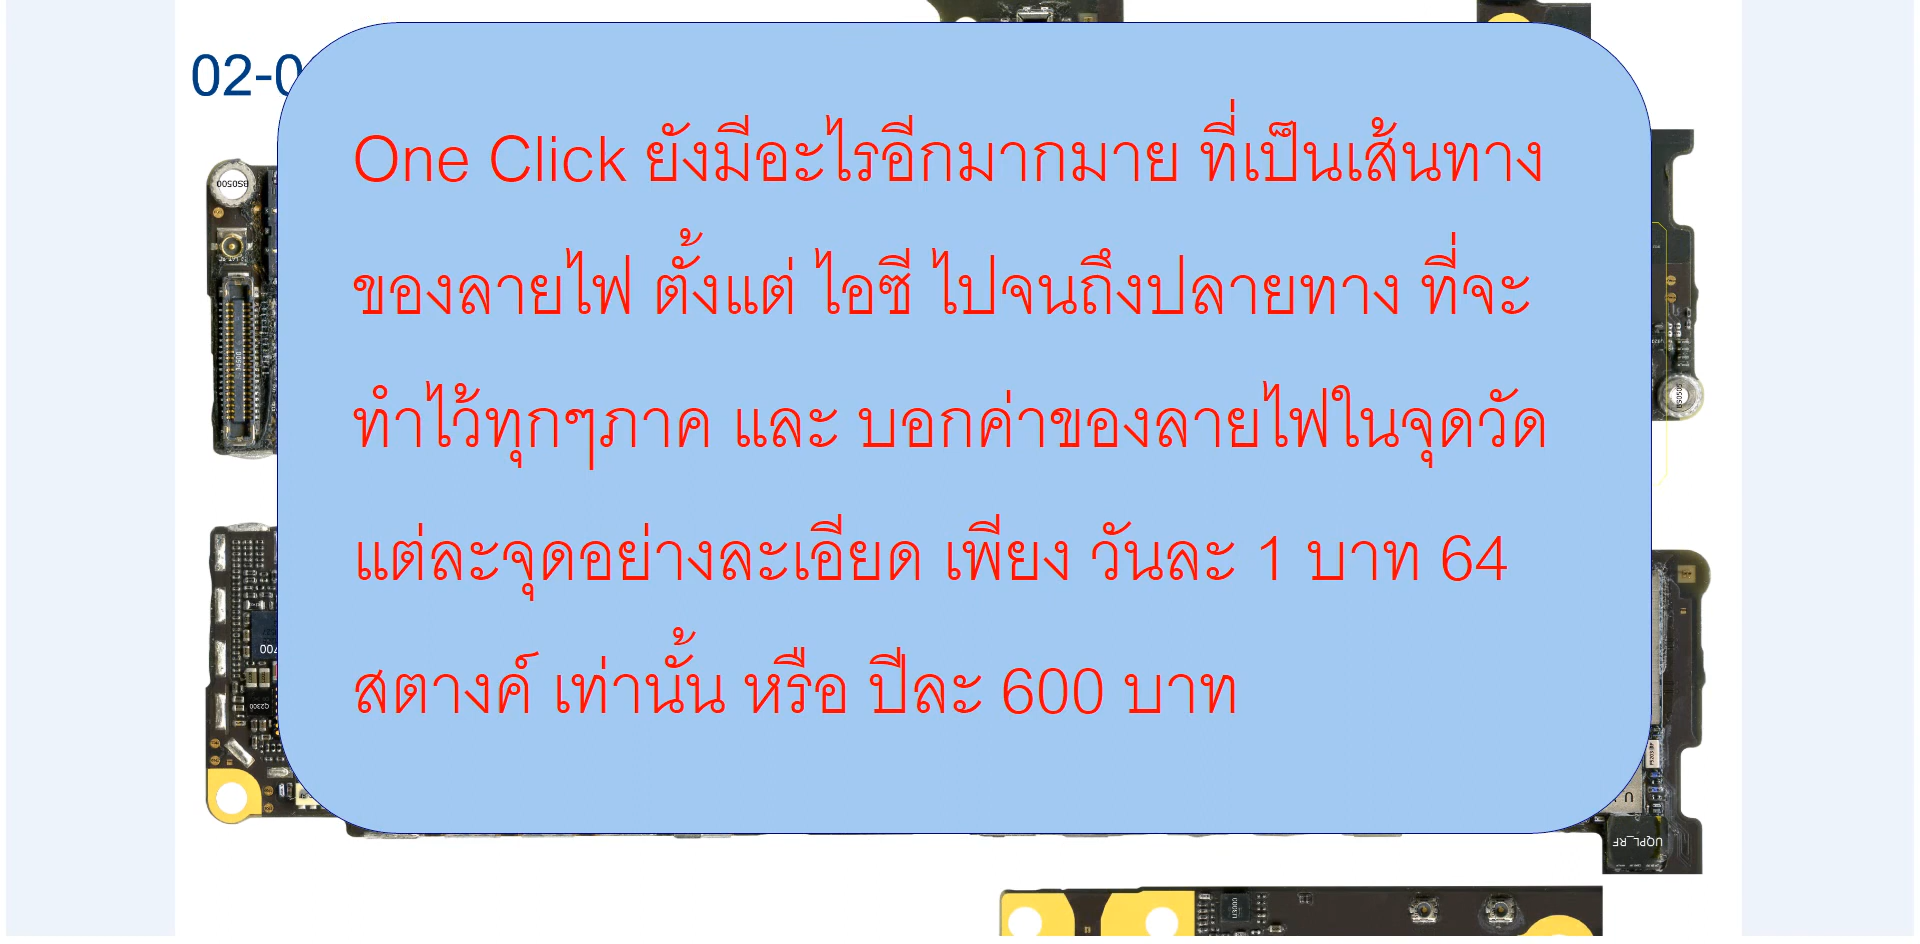 02-0
One Click ยังมีอะไรอีกมากมาย ที่เป็นเส้นทาง
ของลายไฟ ตั้งแต่ ไอซี ไปจนถึงปลายทาง ที่จะ
ทำไว้ทุกๆภาค และ บอกค่าของลายไฟในจุดวัด
แต่ละจุดอย่างละเอียด เพียง วันละ 1 บาท 64
สตางค์ เท่านั้น หรือ ปีละ 600 บาท
BS0500
BS0505
Q2300
UQPL_RF